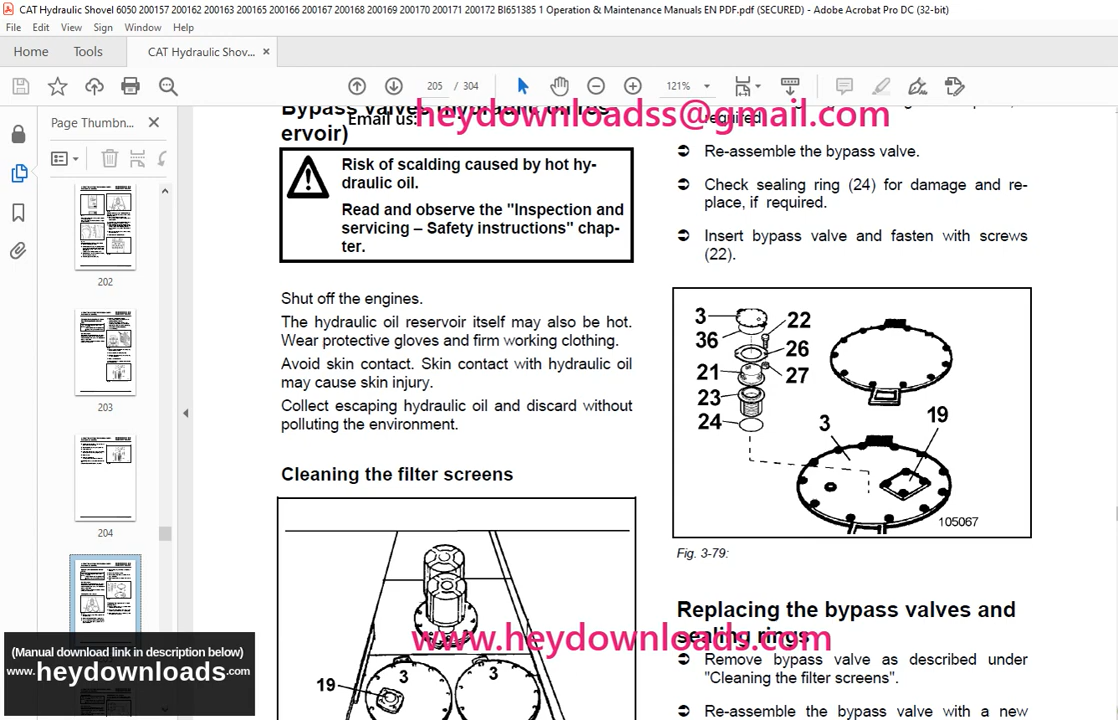 CAT Hydraulic Shovel 6050 200157 200162 200163 200165 200166 200167 200168 200169 200170 200171 200172 BI651385 1 Operation & Maintenance Manuals EN PDF.pdf (SECURED) - Adobe Acrobat Pro DC (32-bit)
File Edit View Sign Window Help
Home Tools CAT Hydraulic Shov... ×
205 / 304 121%
Page Thumbn...
202
203
204
Bypass valves (hydraulic oil res-
ervoir)
Email us:
heydownloadss@gmail.com
Risk of scalding caused by hot hy-
draulic oil.
Read and observe the "Inspection and
servicing – Safety instructions" chap-
ter.
Shut off the engines.
The hydraulic oil reservoir itself may also be hot.
Wear protective gloves and firm working clothing.
Avoid skin contact. Skin contact with hydraulic oil
may cause skin injury.
Collect escaping hydraulic oil and discard without
polluting the environment.
Cleaning the filter screens
19
3
3
required.
Re-assemble the bypass valve.
Check sealing ring (24) for damage and re-
place, if required.
Insert bypass valve and fasten with screws
(22).
3
22
36
26
21
27
23
24
3
19
105067
Fig. 3-79:
Replacing the bypass valves and
sealing rings
www.heydownloads.com
Remove bypass valve as described under
"Cleaning the filter screens".
Re-assemble the bypass valve with a new
(Manual download link in description below)
www.heydownloads.com